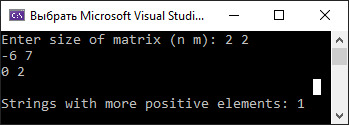 Выбрать Microsoft Visual Studi...
Enter size of matrix (n m): 2 2
-6 7
0 2
Strings with more positive elements: 1